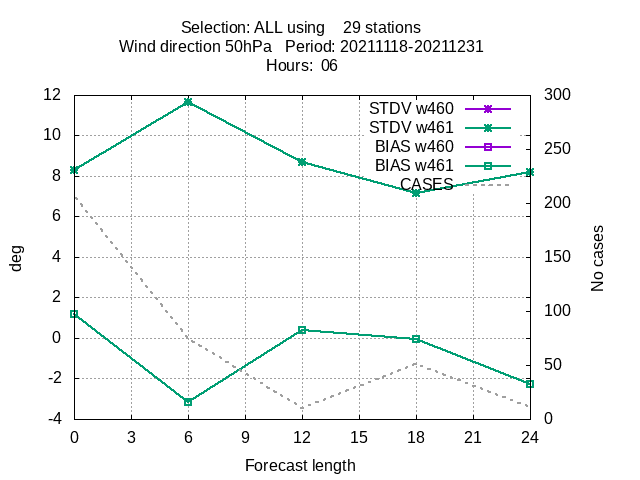 Selection: ALL using    29 stations
Wind direction 50hPa   Period: 20211118-20211231
Hours:  06
STDV w460
STDV w461
BIAS w460
BIAS w461
CASES
12
10
8
6
4
2
0
-2
-4
300
250
200
150
100
50
0
deg
No cases
0 3 6 9 12 15 18 21 24
Forecast length